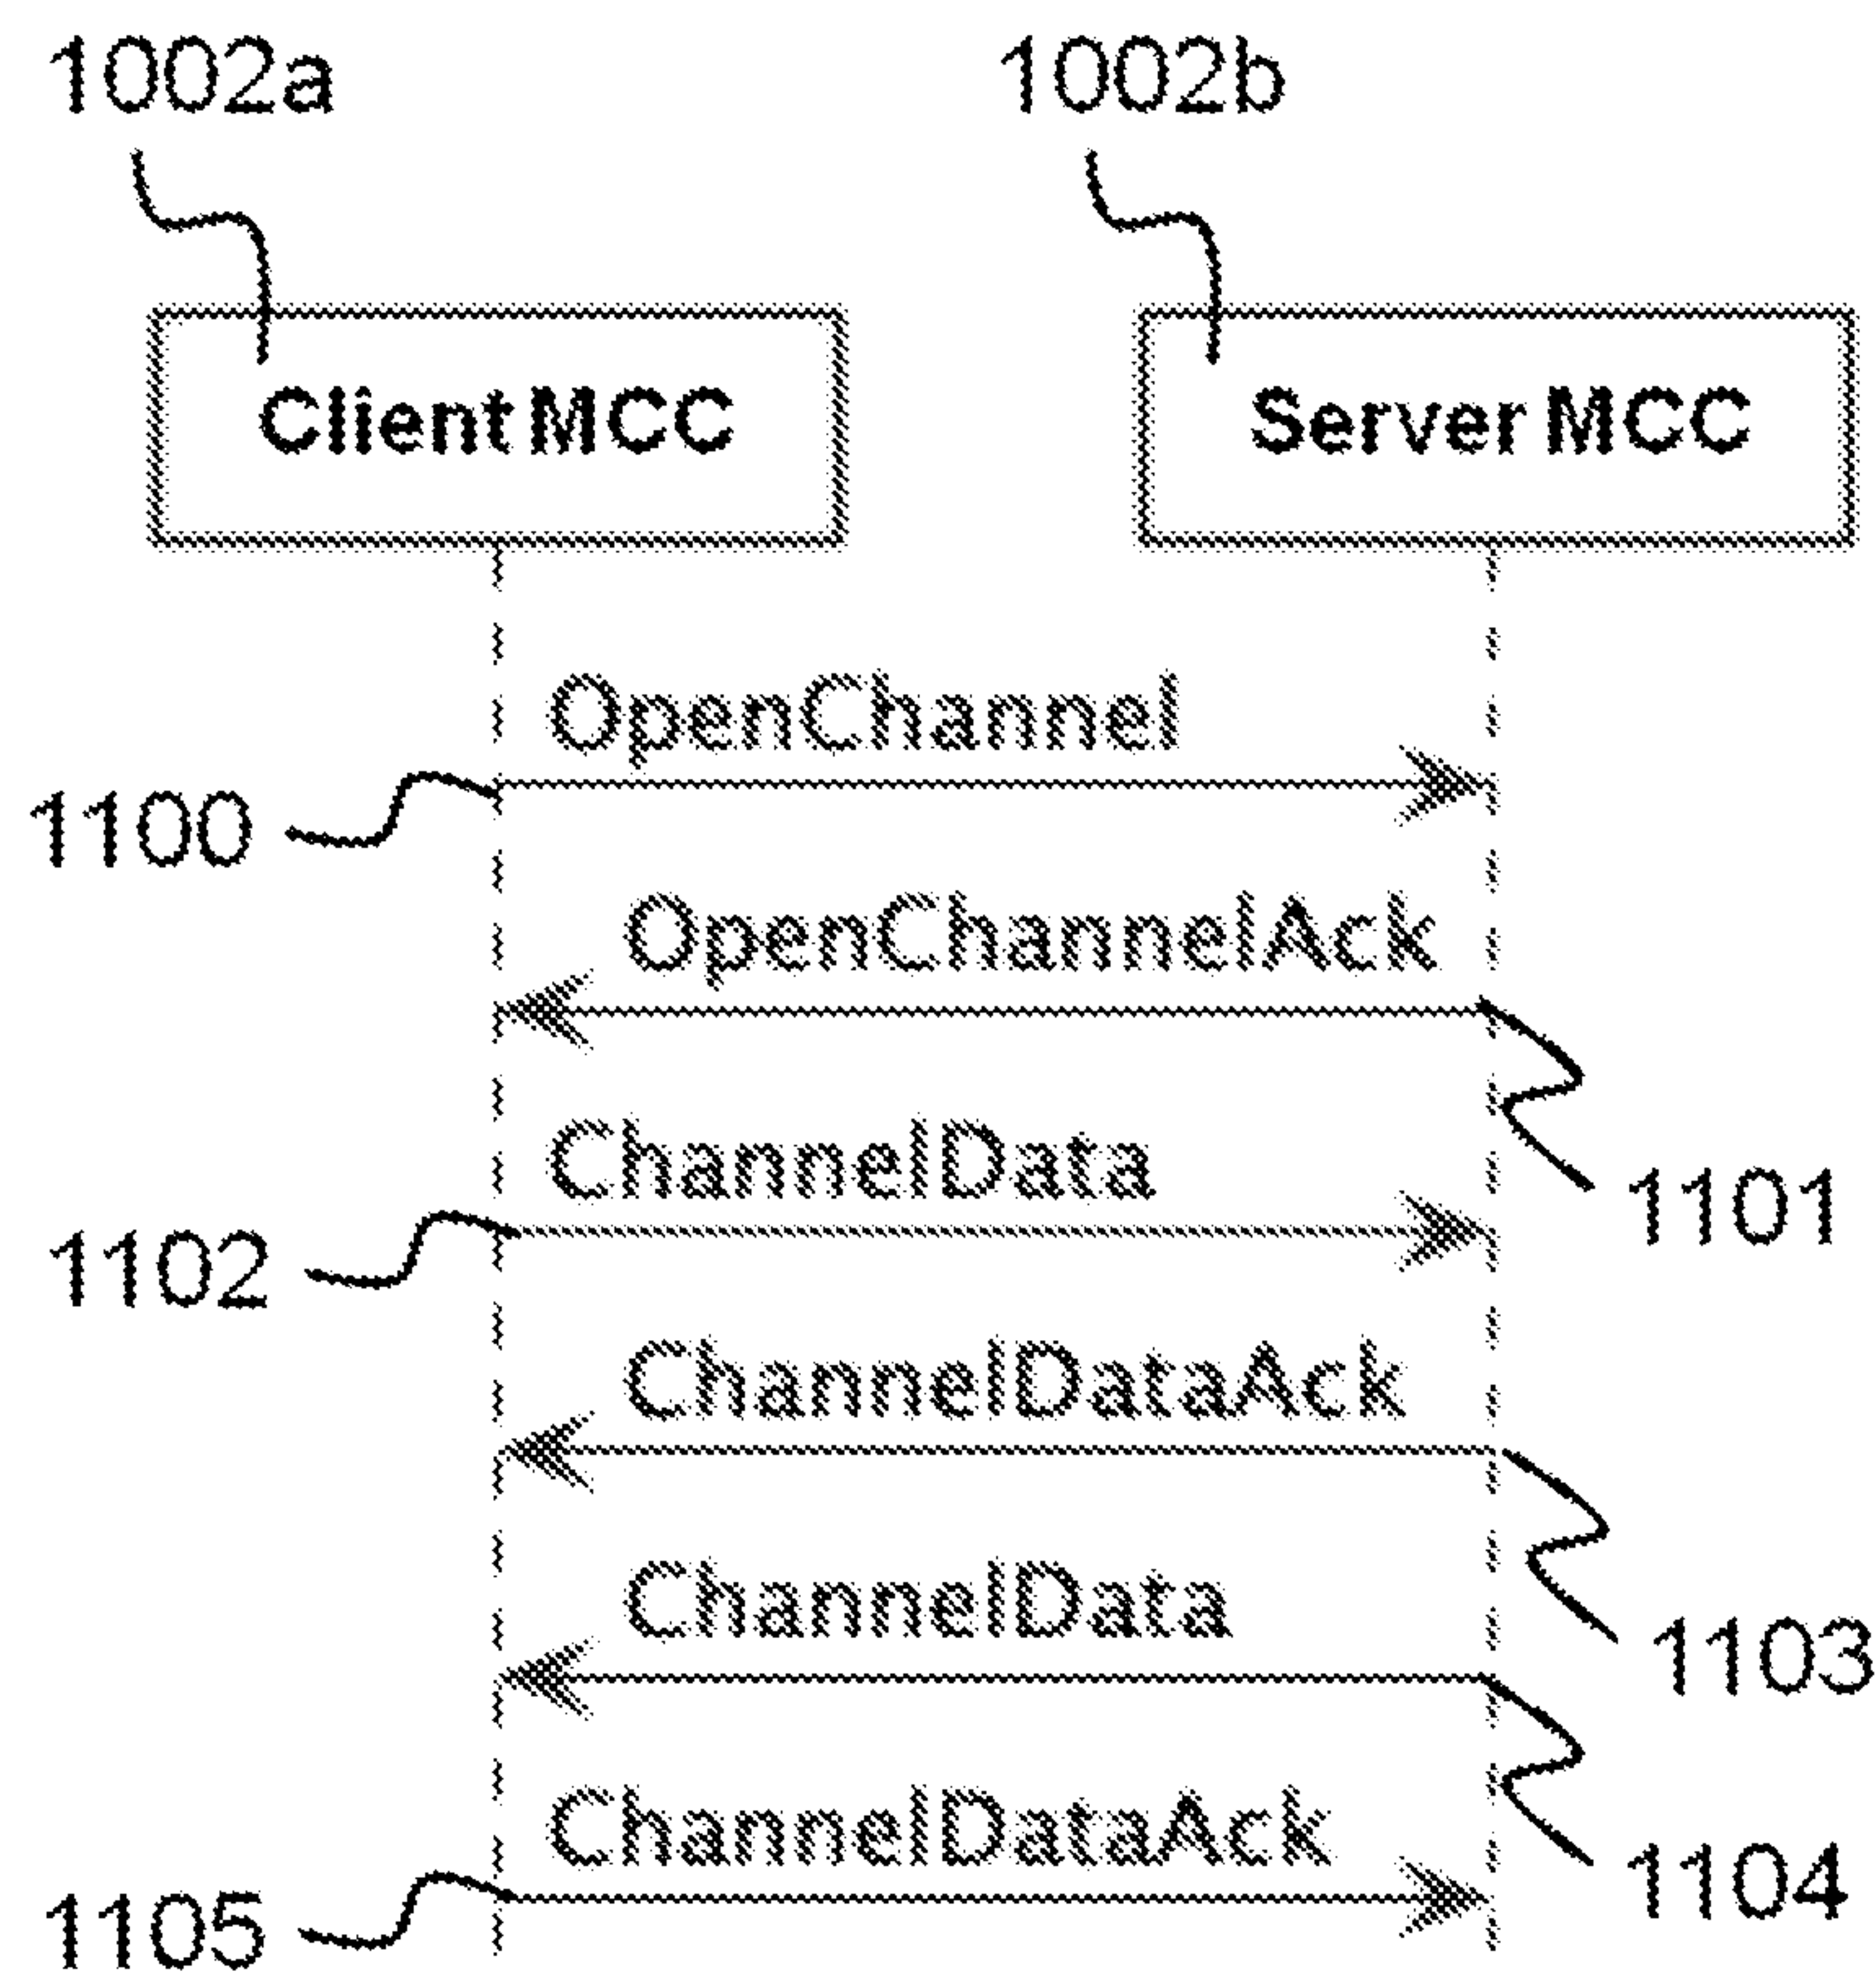 1002a
1002b
Client MCC
Server MCC
OpenChannel
1100
OpenChannelAck
1101
ChannelData
1102
ChannelDataAck
1103
ChannelData
1104
ChannelDataAck
1105